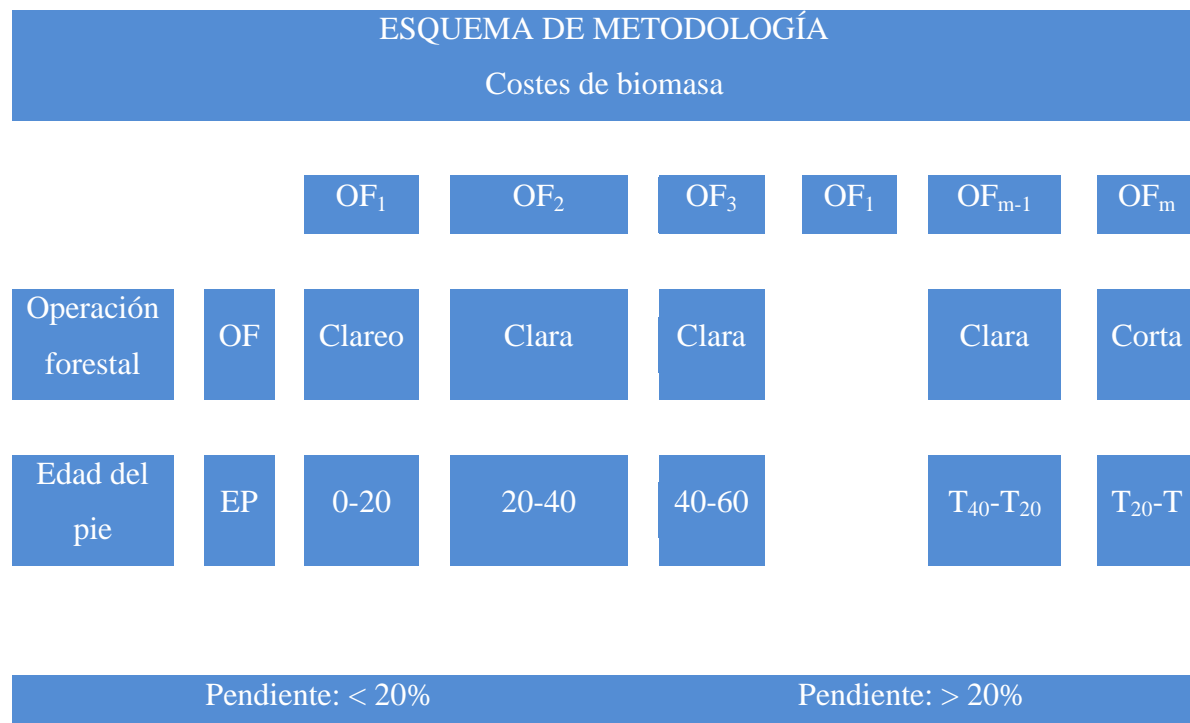 ESQUEMA DE METODOLOGÍA
Costes de biomasa
OF₁ OF₂ OF₃ OF₁ OFₘ₋₁ OFₘ
Operación
forestal
OF Clareo Clara Clara Clara Corta
Edad del
pie
EP 0-20 20-40 40-60 T₄₀-T₂₀ T₂₀-T
Pendiente: < 20% Pendiente: > 20%